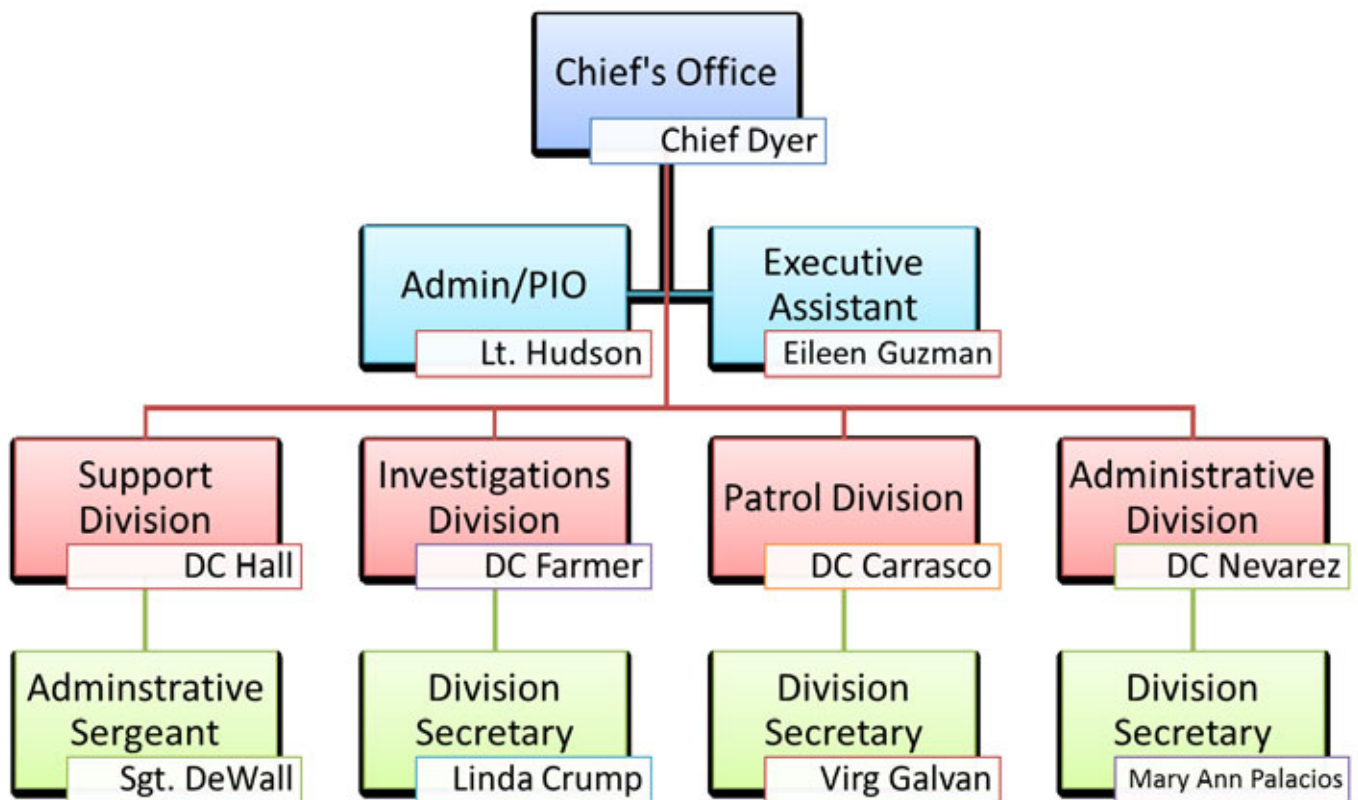 Chief's Office
Chief Dyer
Admin/PIO
Lt. Hudson
Executive
Assistant
Eileen Guzman
Support
Division
DC Hall
Investigations
Division
DC Farmer
Patrol Division
DC Carrasco
Administrative
Division
DC Nevarez
Adminstrative
Sergeant
Sgt. DeWall
Division
Secretary
Linda Crump
Division
Secretary
Virg Galvan
Division
Secretary
Mary Ann Palacios